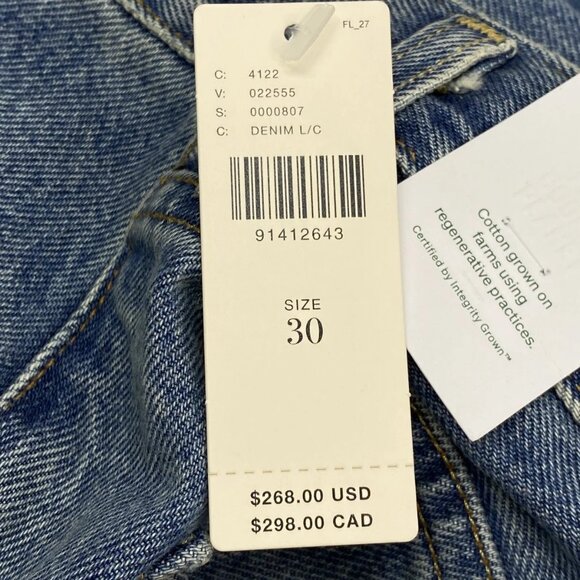 FL_27
C: 4122
V: 022555
S: 0000807
C: DENIM L/C
91412643
SIZE
30
$268.00 USD
$298.00 CAD
Cotton grown on
farms using
regenerative practices.
Certified by Integrity Grown™